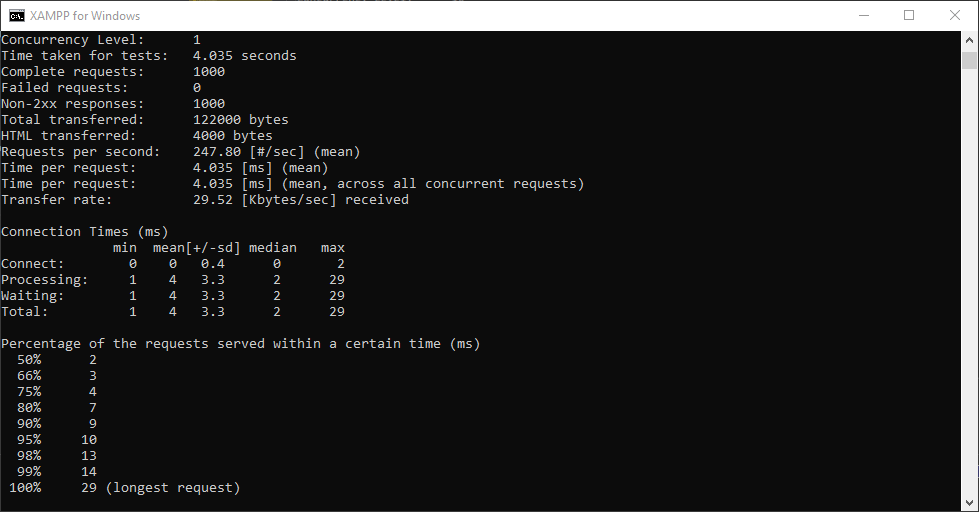 XAMPP for Windows
Concurrency Level:      1
Time taken for tests:   4.035 seconds
Complete requests:      1000
Failed requests:        0
Non-2xx responses:      1000
Total transferred:      122000 bytes
HTML transferred:       4000 bytes
Requests per second:    247.80 [#/sec] (mean)
Time per request:       4.035 [ms] (mean)
Time per request:       4.035 [ms] (mean, across all concurrent requests)
Transfer rate:          29.52 [Kbytes/sec] received

Connection Times (ms)
              min  mean[+/-sd] median   max
Connect:        0    0   0.4      0       2
Processing:     1    4   3.3      2      29
Waiting:        1    4   3.3      2      29
Total:          1    4   3.3      2      29

Percentage of the requests served within a certain time (ms)
  50%      2
  66%      3
  75%      4
  80%      7
  90%      9
  95%     10
  98%     13
  99%     14
 100%     29 (longest request)